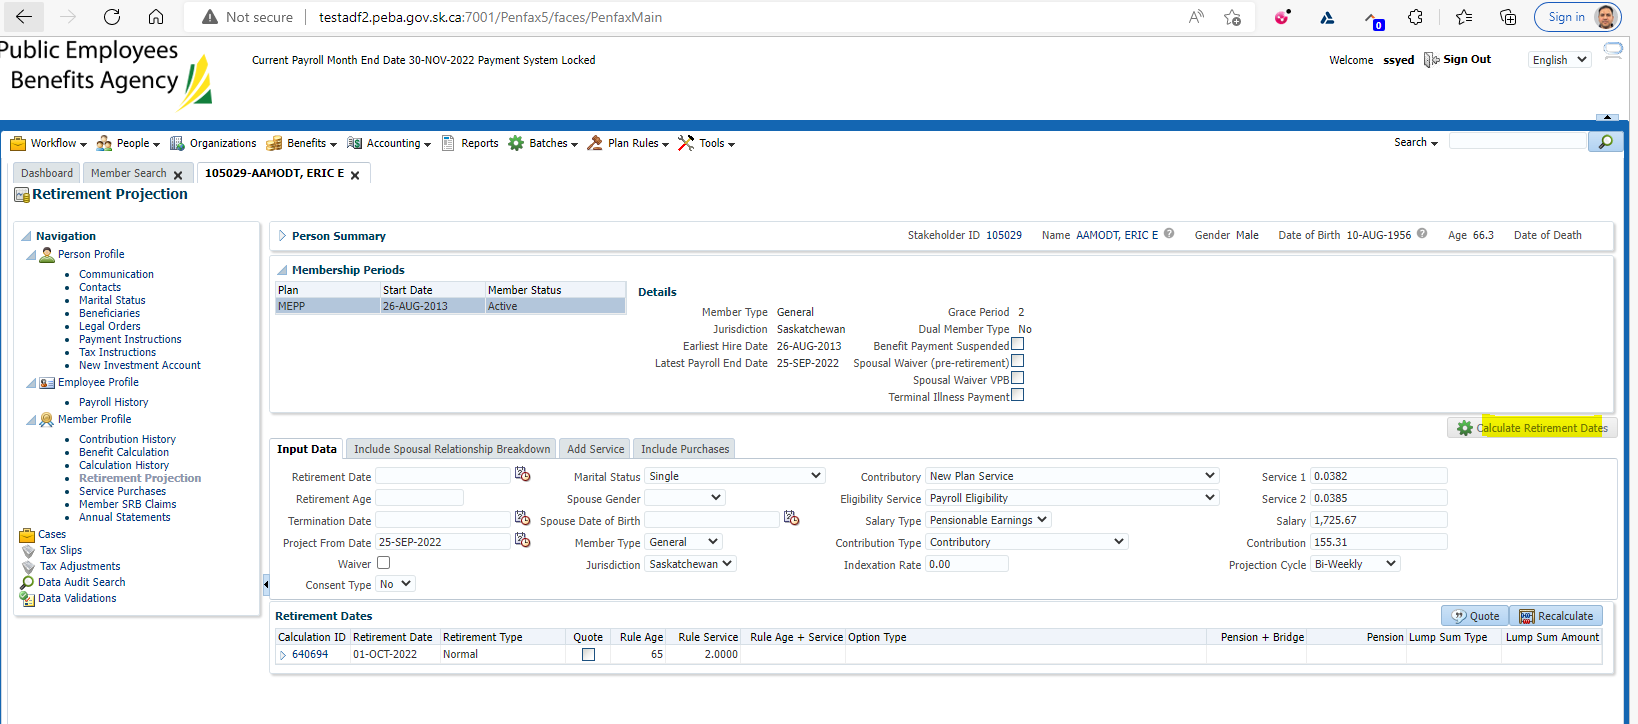 Not secure | testadf2.peba.gov.sk.ca:7001/Penfax5/faces/PenfaxMain A 0 Sign in
Public Employees
Benefits Agency
Current Payroll Month End Date 30-NOV-2022 Payment System Locked
Welcome ssyed Sign Out English
Workflow People Organizations Benefits Accounting Reports Batches Plan Rules Tools Search
Dashboard Member Search x 105029-AAMODT, ERIC E x
Retirement Projection
Navigation
Person Profile
Communication
Contacts
Marital Status
Beneficiaries
Legal Orders
Payment Instructions
Tax Instructions
New Investment Account
Employee Profile
Payroll History
Member Profile
Contribution History
Benefit Calculation
Calculation History
Retirement Projection
Service Purchases
Member SRB Claims
Annual Statements
Cases
Tax Slips
Tax Adjustments
Data Audit Search
Data Validations
Person Summary Stakeholder ID 105029 Name AAMODT, ERIC E ? Gender Male Date of Birth 10-AUG-1956 ? Age 66.3 Date of Death
Membership Periods
Plan Start Date Member Status
MEPP 26-AUG-2013 Active
Details
Member Type General Grace Period 2
Jurisdiction Saskatchewan Dual Member Type No
Earliest Hire Date 26-AUG-2013 Benefit Payment Suspended
Latest Payroll End Date 25-SEP-2022 Spousal Waiver (pre-retirement)
Spousal Waiver VPB
Terminal Illness Payment
Calculate Retirement Dates
Input Data Include Spousal Relationship Breakdown Add Service Include Purchases
Retirement Date Marital Status Single Contributory New Plan Service Service 1 0.0382
Retirement Age Spouse Gender Eligibility Service Payroll Eligibility Service 2 0.0385
Termination Date Spouse Date of Birth Salary Type Pensionable Earnings Salary 1,725.67
Project From Date 25-SEP-2022 Member Type General Contribution Type Contributory Contribution 155.31
Waiver Jurisdiction Saskatchewan Indexation Rate 0.00 Projection Cycle Bi-Weekly
Consent Type No
Retirement Dates Quote Recalculate
Calculation ID Retirement Date Retirement Type Quote Rule Age Rule Service Rule Age + Service Option Type Pension + Bridge Pension Lump Sum Type Lump Sum Amount
640694 01-OCT-2022 Normal 65 2.0000